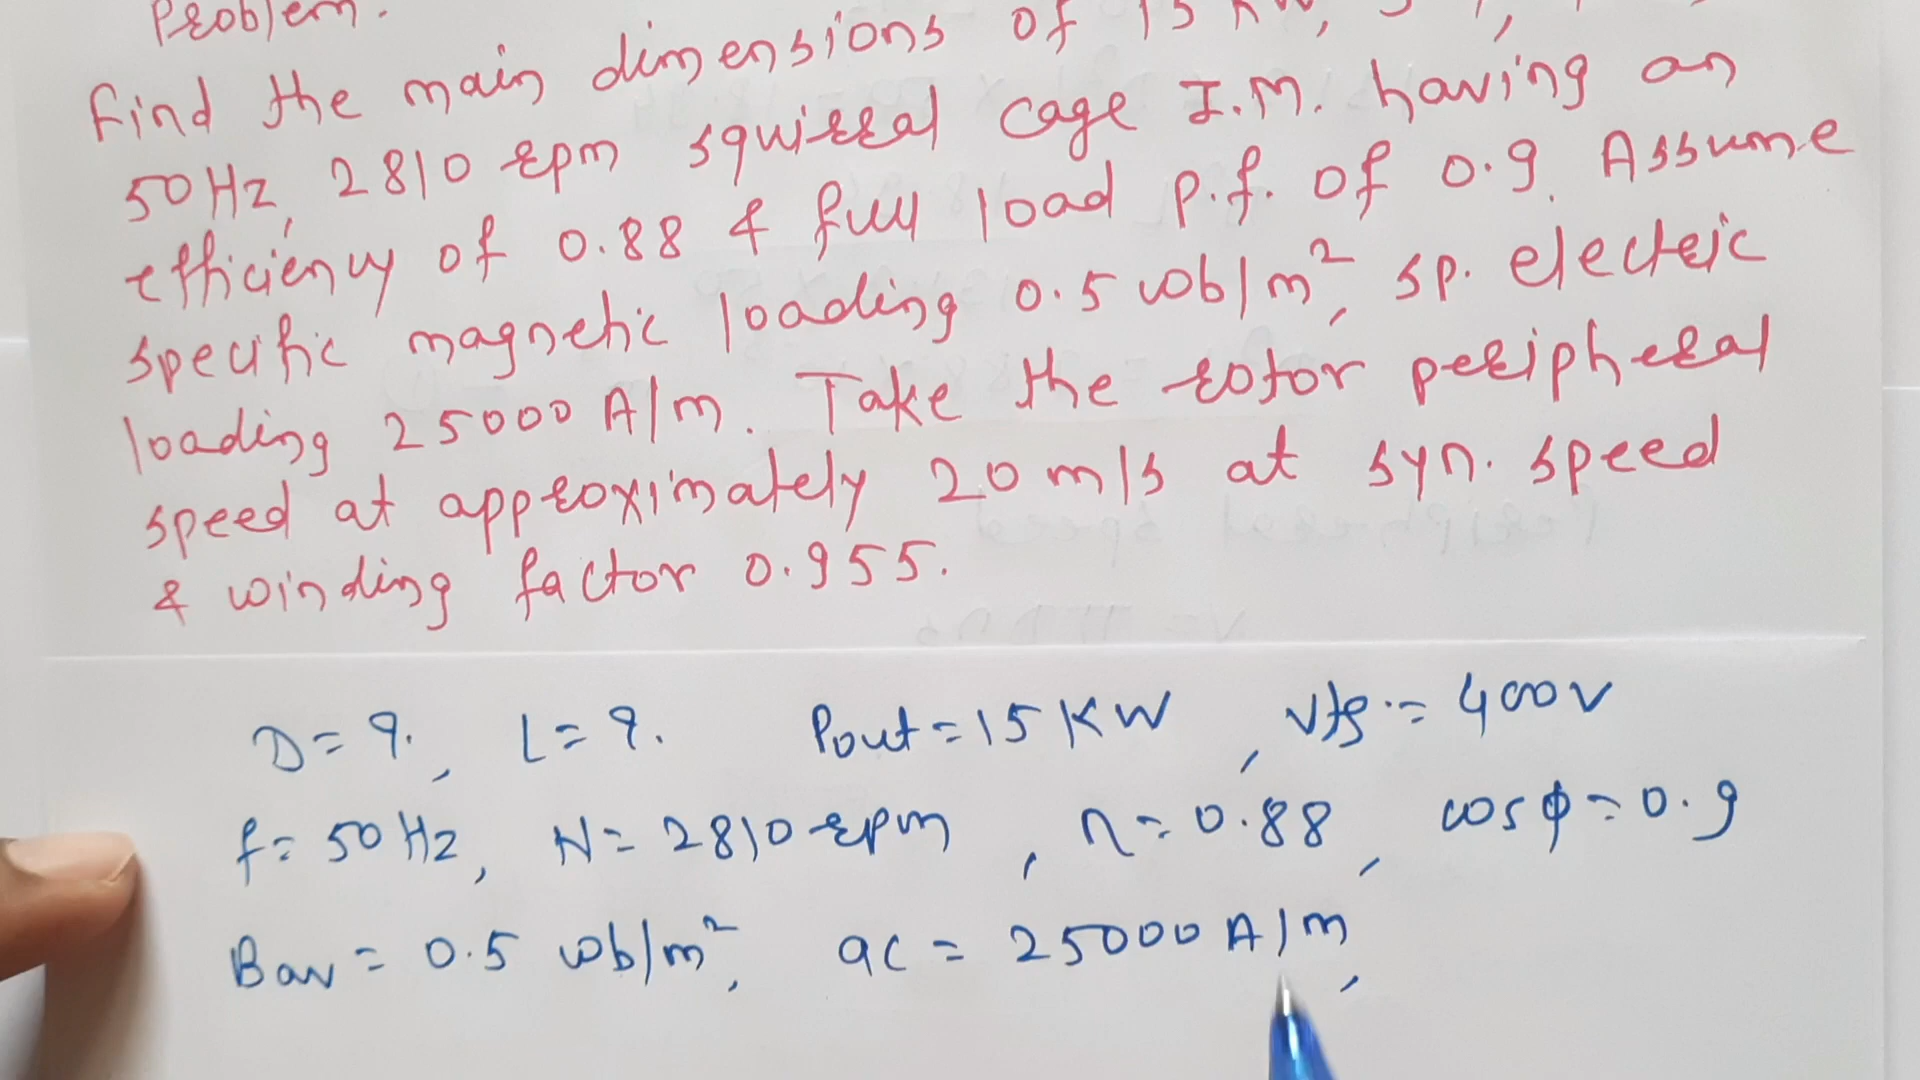 Problem.
Find the main dimensions of 15 kW,
50Hz, 2810 rpm squirral cage I.M. having an
efficiency of 0.88 & full load p.f. of 0.9. Assume
specific magnetic loading 0.5 wb/m², sp. electric
loading 25000 A/m. Take the rotor peripheral
speed at approximately 20 m/s at syn. speed
& winding factor 0.955.
D = ?, L = ?. Pout = 15 KW, Vtg. = 400V
f = 50 Hz, N = 2810 rpm, η = 0.88, cos ϕ = 0.9
Bav = 0.5 wb/m², ac = 25000 A/m,